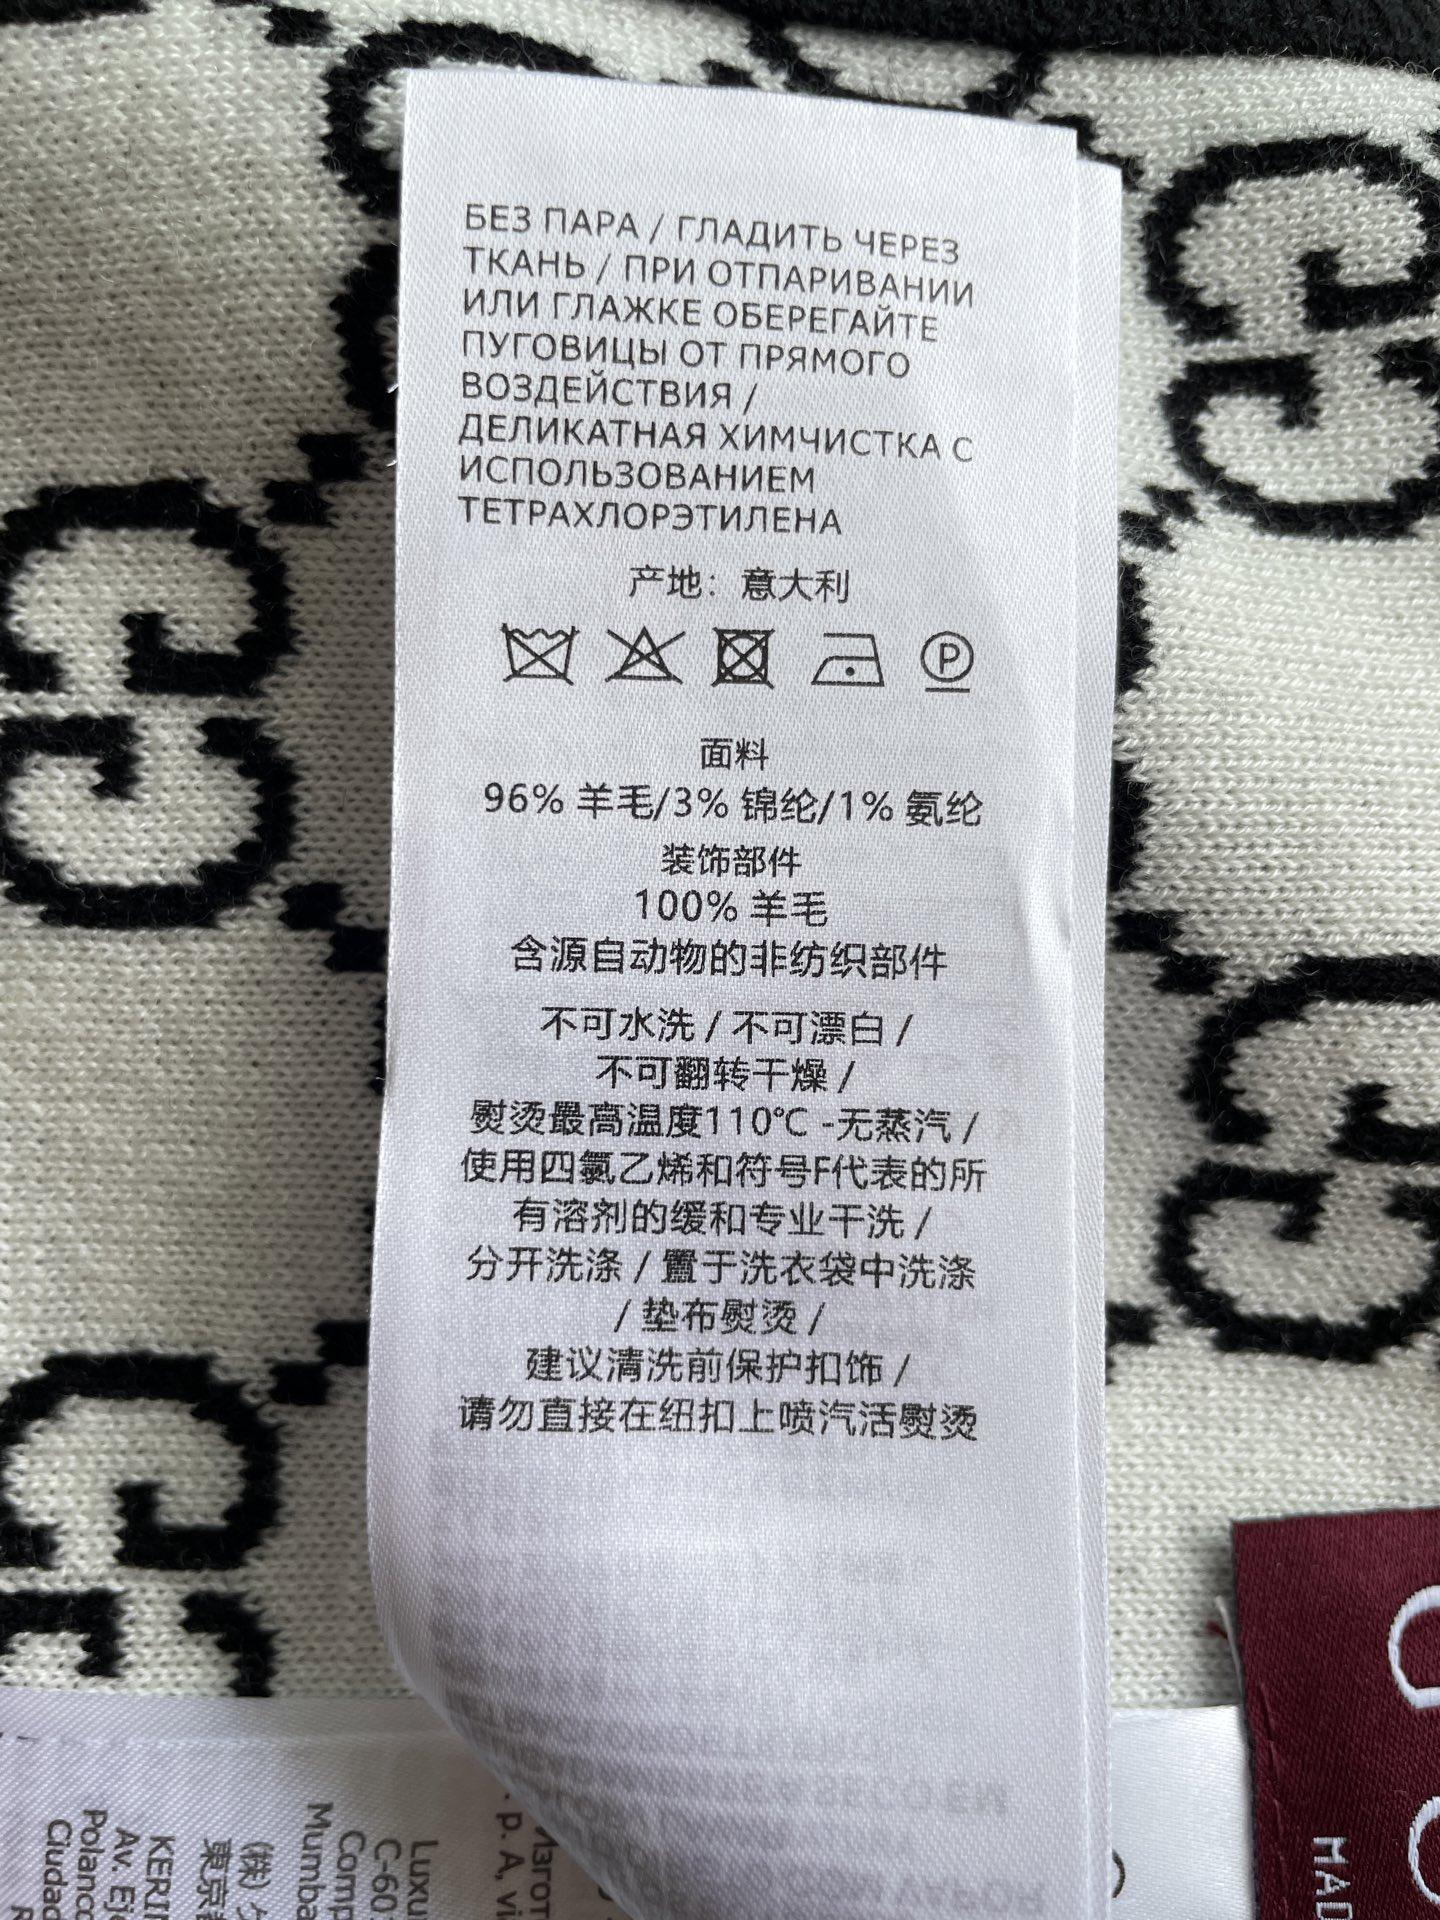 БЕЗ ПАРА / ГЛАДИТЬ ЧЕРЕЗ
ТКАНЬ / ПРИ ОТПАРИВАНИИ
ИЛИ ГЛАЖКЕ ОБЕРЕГАЙТЕ
ПУГОВИЦЫ ОТ ПРЯМОГО
ВОЗДЕЙСТВИЯ /
ДЕЛИКАТНАЯ ХИМЧИСТКА С
ИСПОЛЬЗОВАНИЕМ
ТЕТРАХЛОРЭТИЛЕНА
产地：意大利
P
面料
96% 羊毛/3% 锦纶/1% 氨纶
装饰部件
100% 羊毛
含源自动物的非纺织部件
不可水洗 / 不可漂白 /
不可翻转干燥 /
熨烫最高温度110℃ -无蒸汽 /
使用四氯乙烯和符号F代表的所
有溶剂的缓和专业干洗 /
分开洗涤 / 置于洗衣袋中洗涤
/ 垫布熨烫 /
建议清洗前保护扣饰 /
请勿直接在纽扣上喷汽活熨烫
C-60
Av.